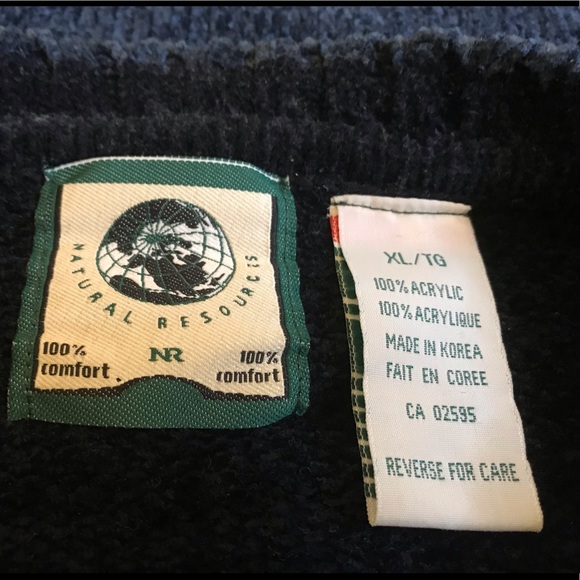 NATURAL RESOURCES
100% NR 100%
comfort. comfort
XL/TG
100% ACRYLIC
100% ACRYLIQUE
MADE IN KOREA
FAIT EN COREE
CA 02595
REVERSE FOR CARE